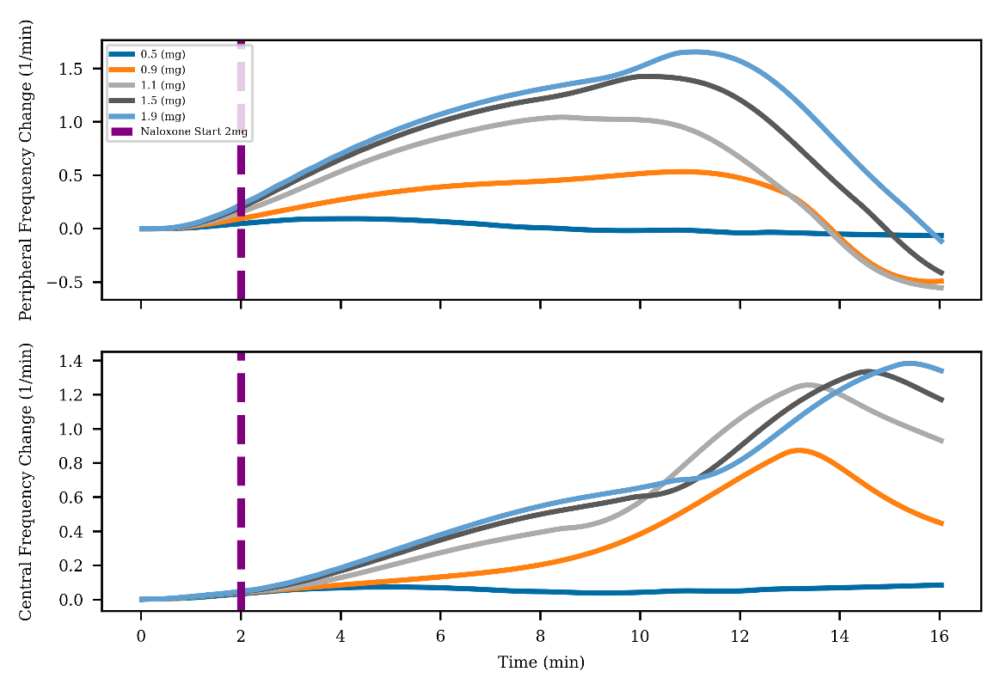 Peripheral Frequency Change (1/min)
1.5
1.0
0.5
0.0
−0.5
0.5 (mg)
0.9 (mg)
1.1 (mg)
1.5 (mg)
1.9 (mg)
Naloxone Start 2mg
Central Frequency Change (1/min)
1.4
1.2
1.0
0.8
0.6
0.4
0.2
0.0
0 2 4 6 8 10 12 14 16
Time (min)